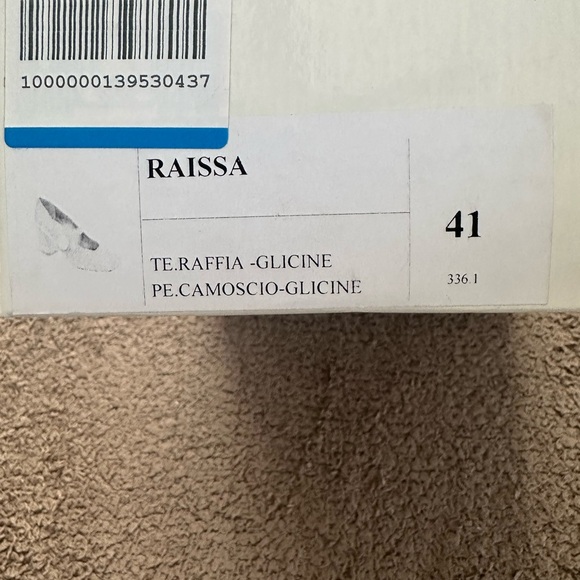 1000000139530437
RAISSA
TE.RAFFIA -GLICINE
PE.CAMOSCIO-GLICINE
41
336 1